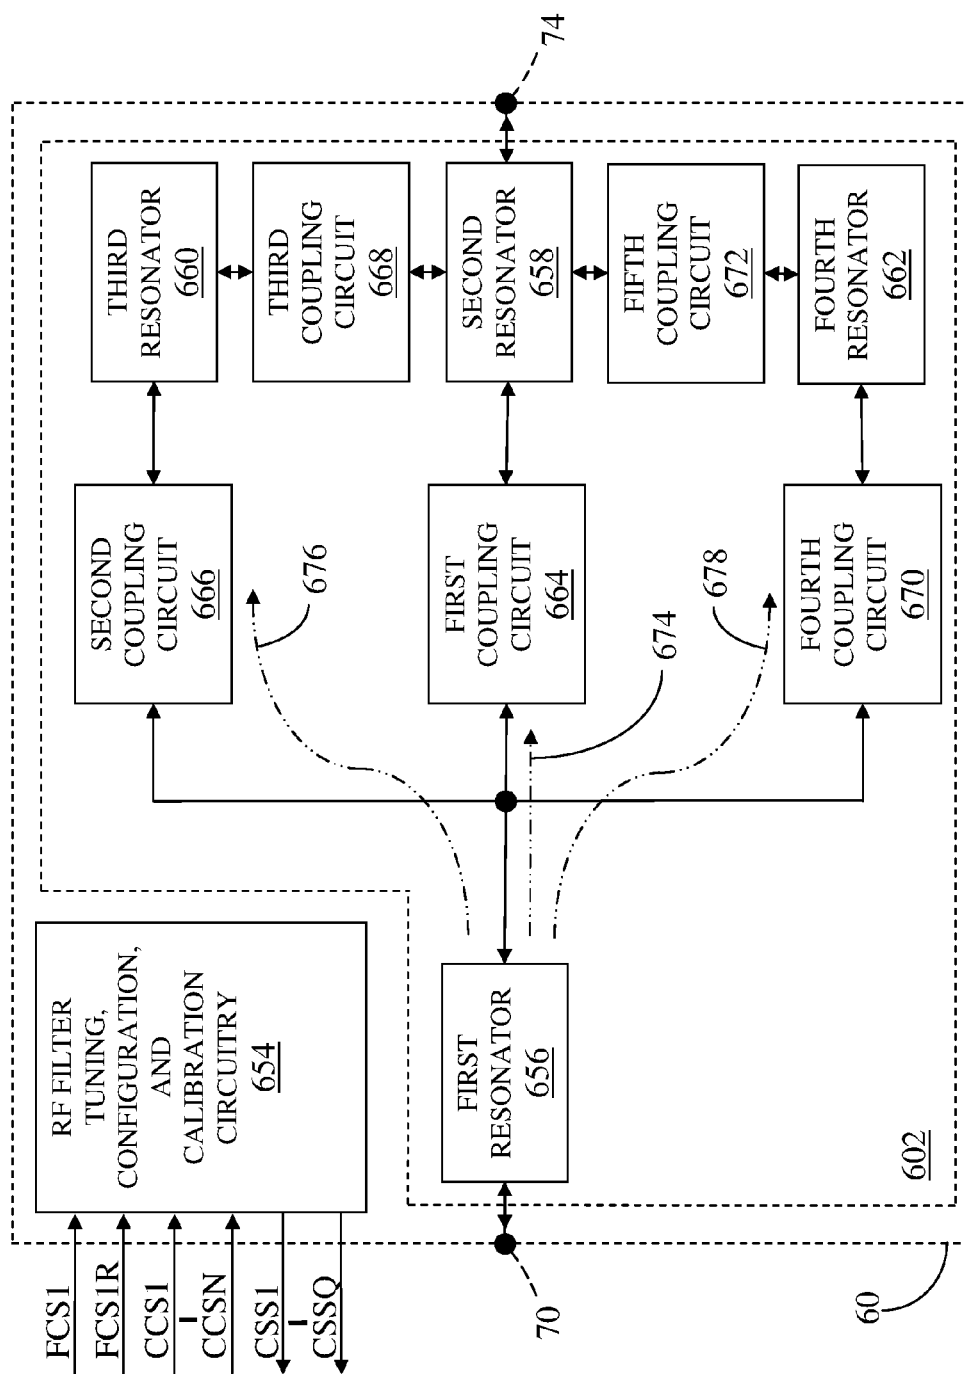 FCS1
FCS1R
CCS1
CCSN
CSS1
CSSQ
RF FILTER
TUNING,
CONFIGURATION,
AND
CALIBRATION
CIRCUITRY
654
70
60
602
FIRST
RESONATOR
656
676
674
678
SECOND
COUPLING
CIRCUIT
666
FIRST
COUPLING
CIRCUIT
664
FOURTH
COUPLING
CIRCUIT
670
THIRD
RESONATOR
660
THIRD
COUPLING
CIRCUIT
668
SECOND
RESONATOR
658
FIFTH
COUPLING
CIRCUIT
672
FOURTH
RESONATOR
662
74